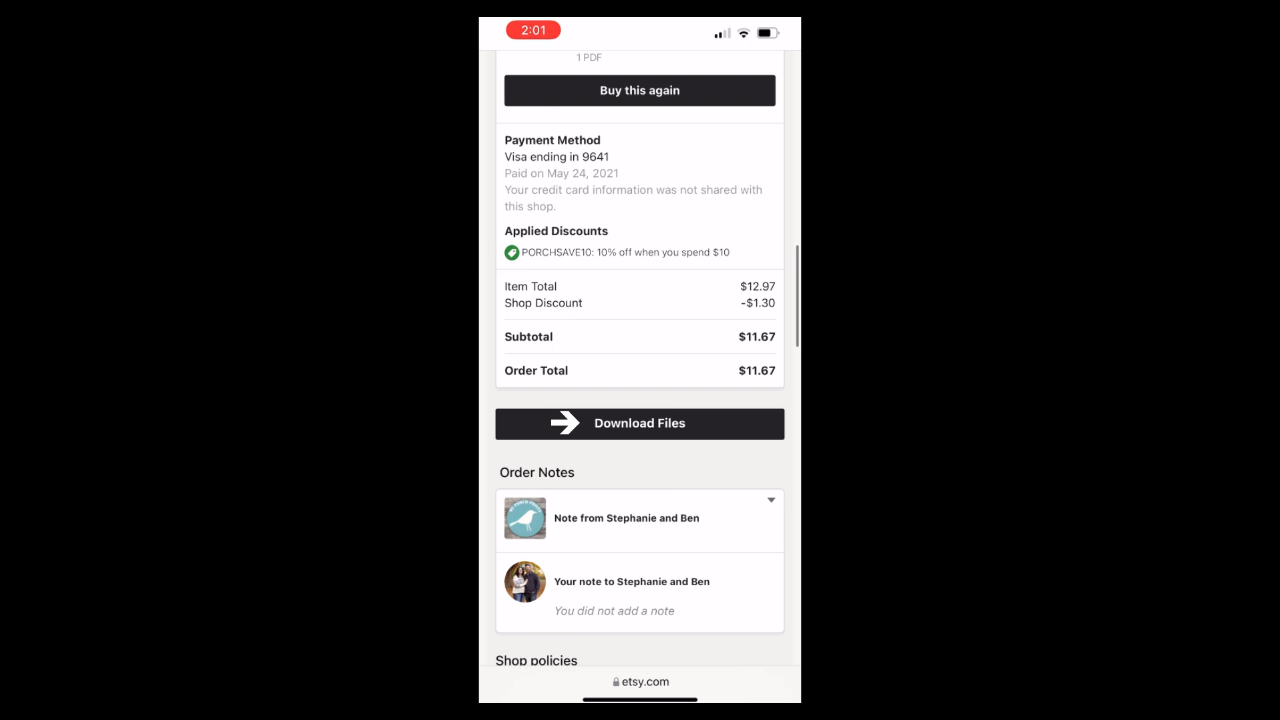 2:01
1 PDF
Buy this again
Payment Method
Visa ending in 9641
Paid on May 24, 2021
Your credit card information was not shared with
this shop.
Applied Discounts
PORCHSAVE10: 10% off when you spend $10
Item Total $12.97
Shop Discount -$1.30
Subtotal $11.67
Order Total $11.67
Download Files
Order Notes
Note from Stephanie and Ben
Your note to Stephanie and Ben
You did not add a note
Shop policies
etsy.com